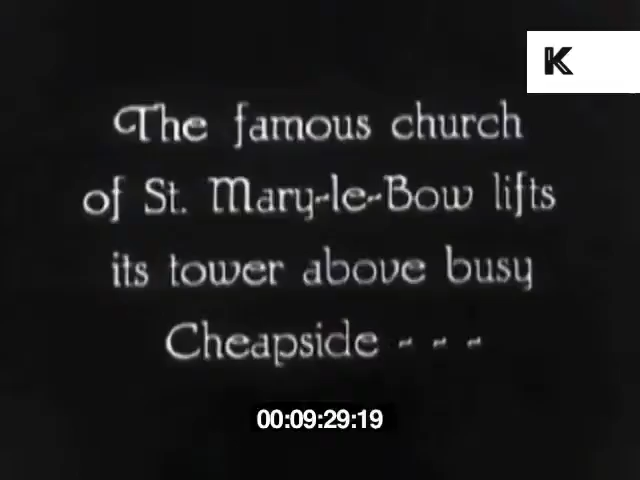 K
The famous church
of St. Mary-le-Bow lifts
its tower above busy
Cheapside - - -
00:09:29:19